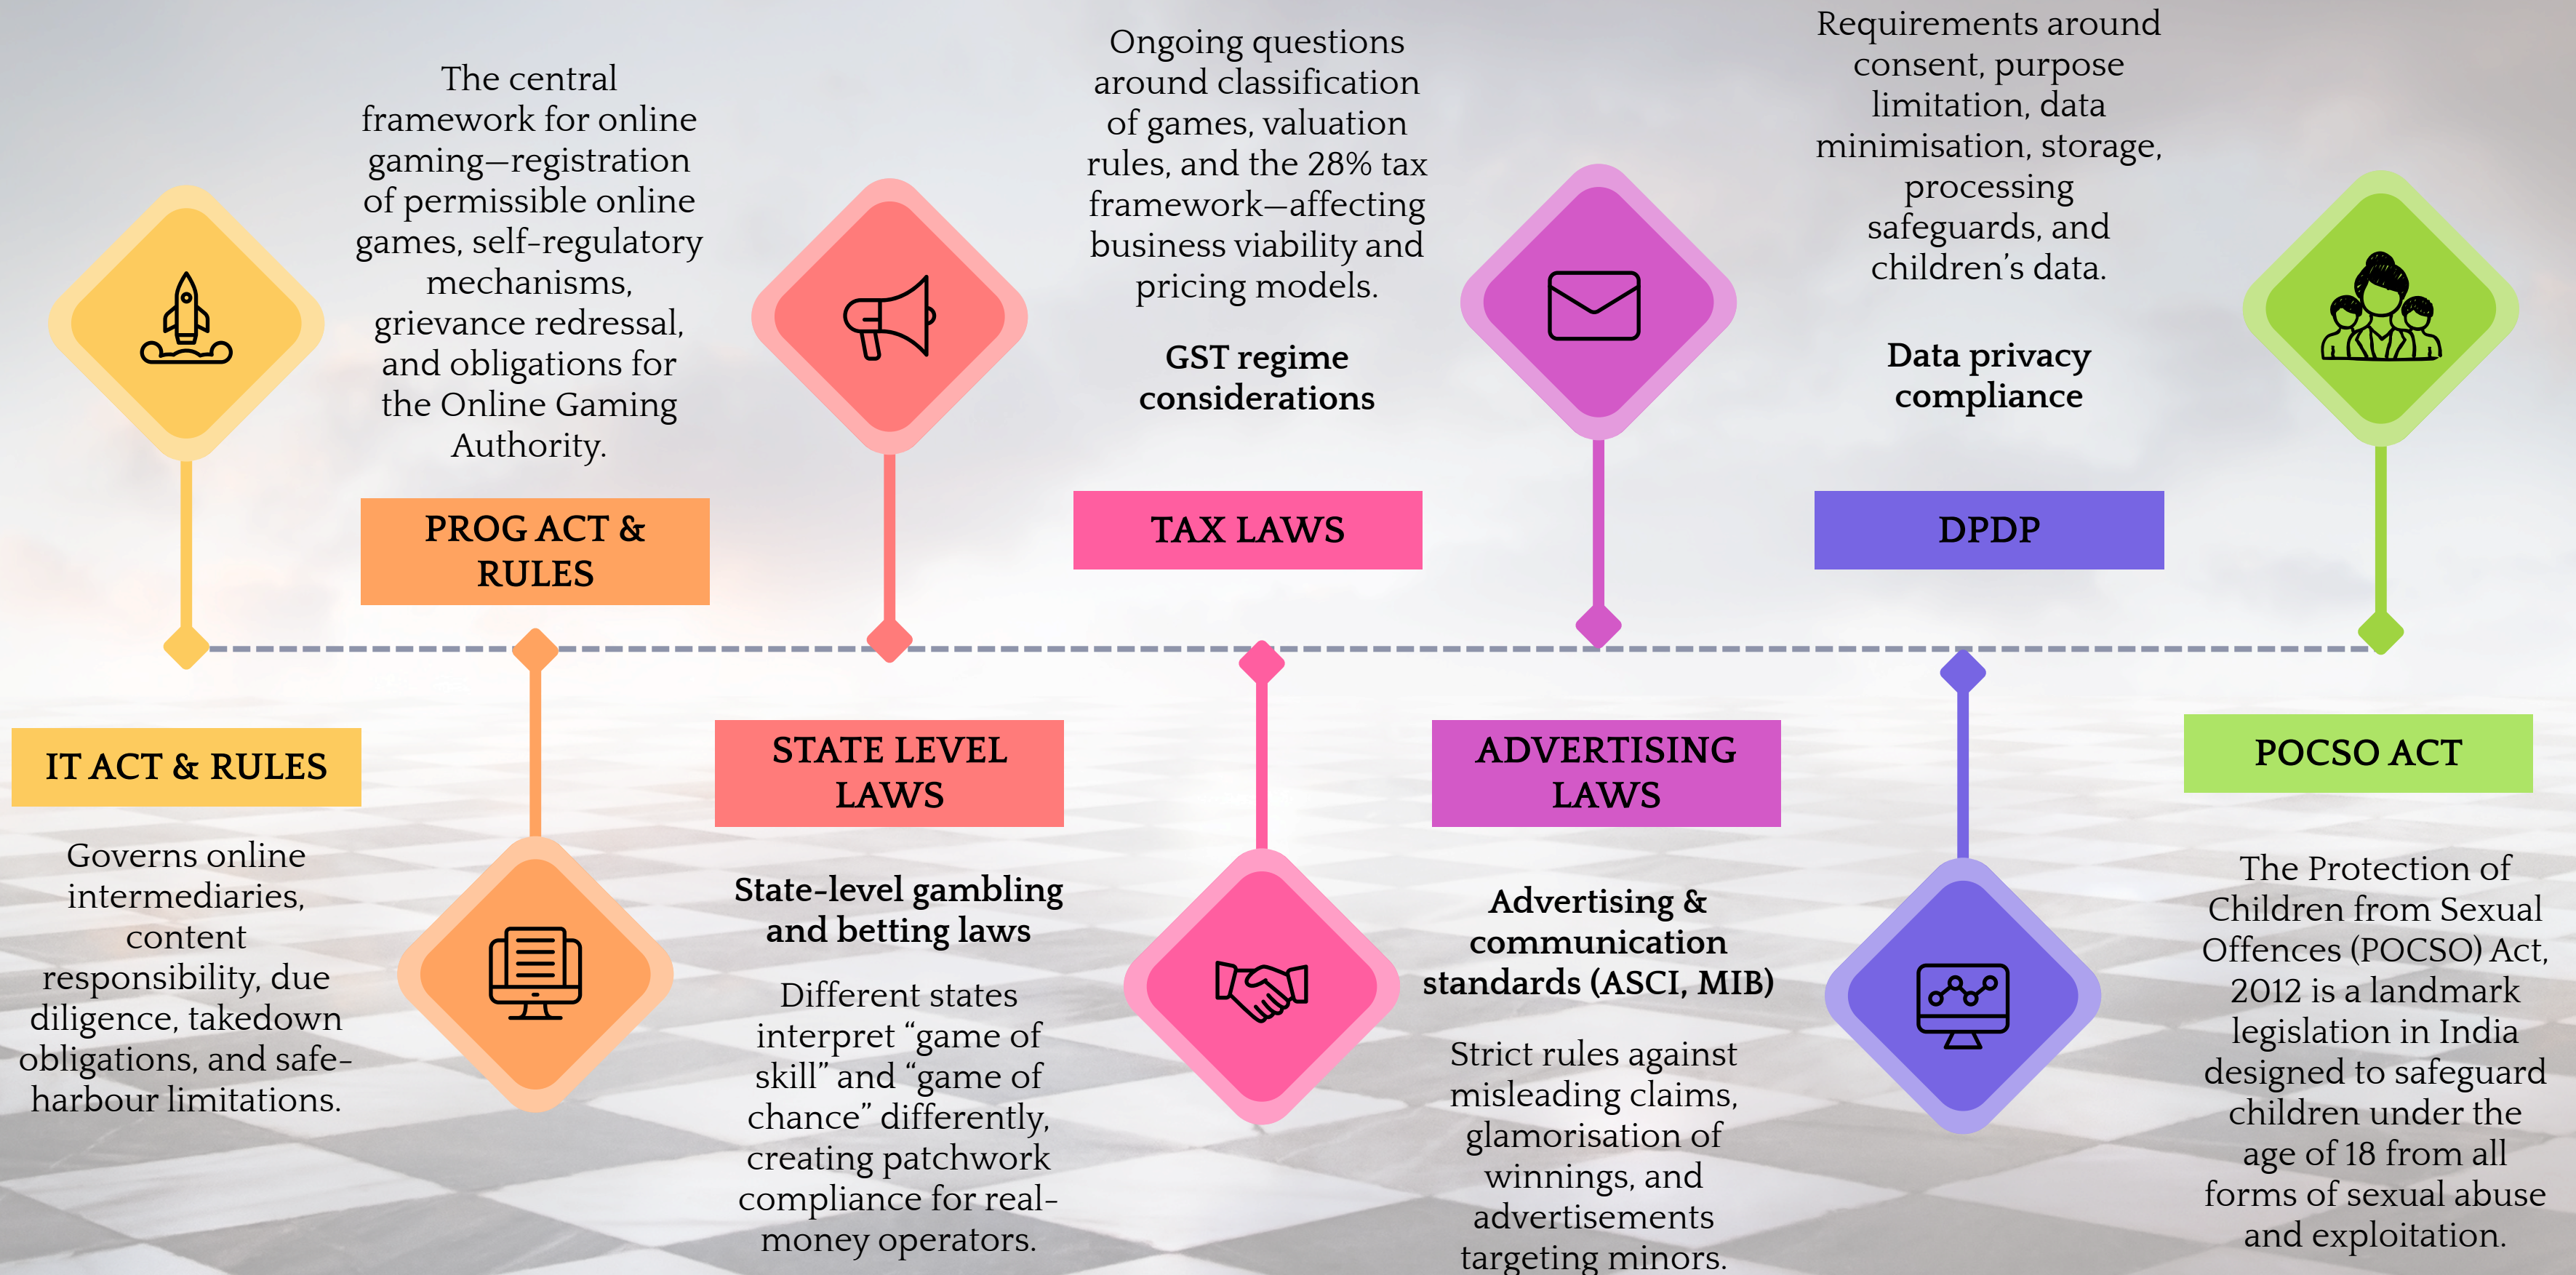 IT ACT & RULES
Governs online
intermediaries,
content
responsibility, due
diligence, takedown
obligations, and safe-
harbour limitations.
The central
framework for online
gaming—registration
of permissible online
games, self-regulatory
mechanisms,
grievance redressal,
and obligations for
the Online Gaming
Authority.
PROG ACT &
RULES
STATE LEVEL
LAWS
State-level gambling
and betting laws
Different states
interpret “game of
skill” and “game of
chance” differently,
creating patchwork
compliance for real-
money operators.
Ongoing questions
around classification
of games, valuation
rules, and the 28% tax
framework—affecting
business viability and
pricing models.
GST regime
considerations
TAX LAWS
ADVERTISING
LAWS
Advertising &
communication
standards (ASCI, MIB)
Strict rules against
misleading claims,
glamorisation of
winnings, and
advertisements
targeting minors.
Requirements around
consent, purpose
limitation, data
minimisation, storage,
processing
safeguards, and
children’s data.
Data privacy
compliance
DPDP
POCSO ACT
The Protection of
Children from Sexual
Offences (POCSO) Act,
2012 is a landmark
legislation in India
designed to safeguard
children under the
age of 18 from all
forms of sexual abuse
and exploitation.